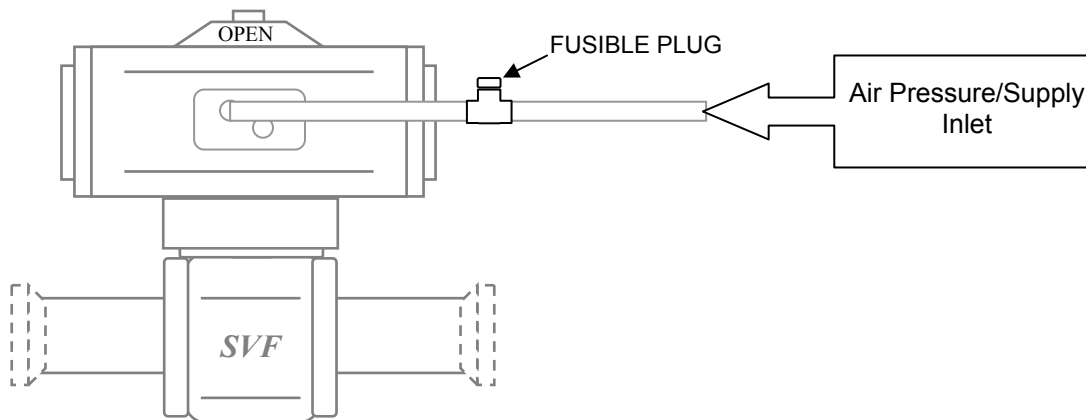 OPEN
FUSIBLE PLUG
Air Pressure/Supply
Inlet
SVF